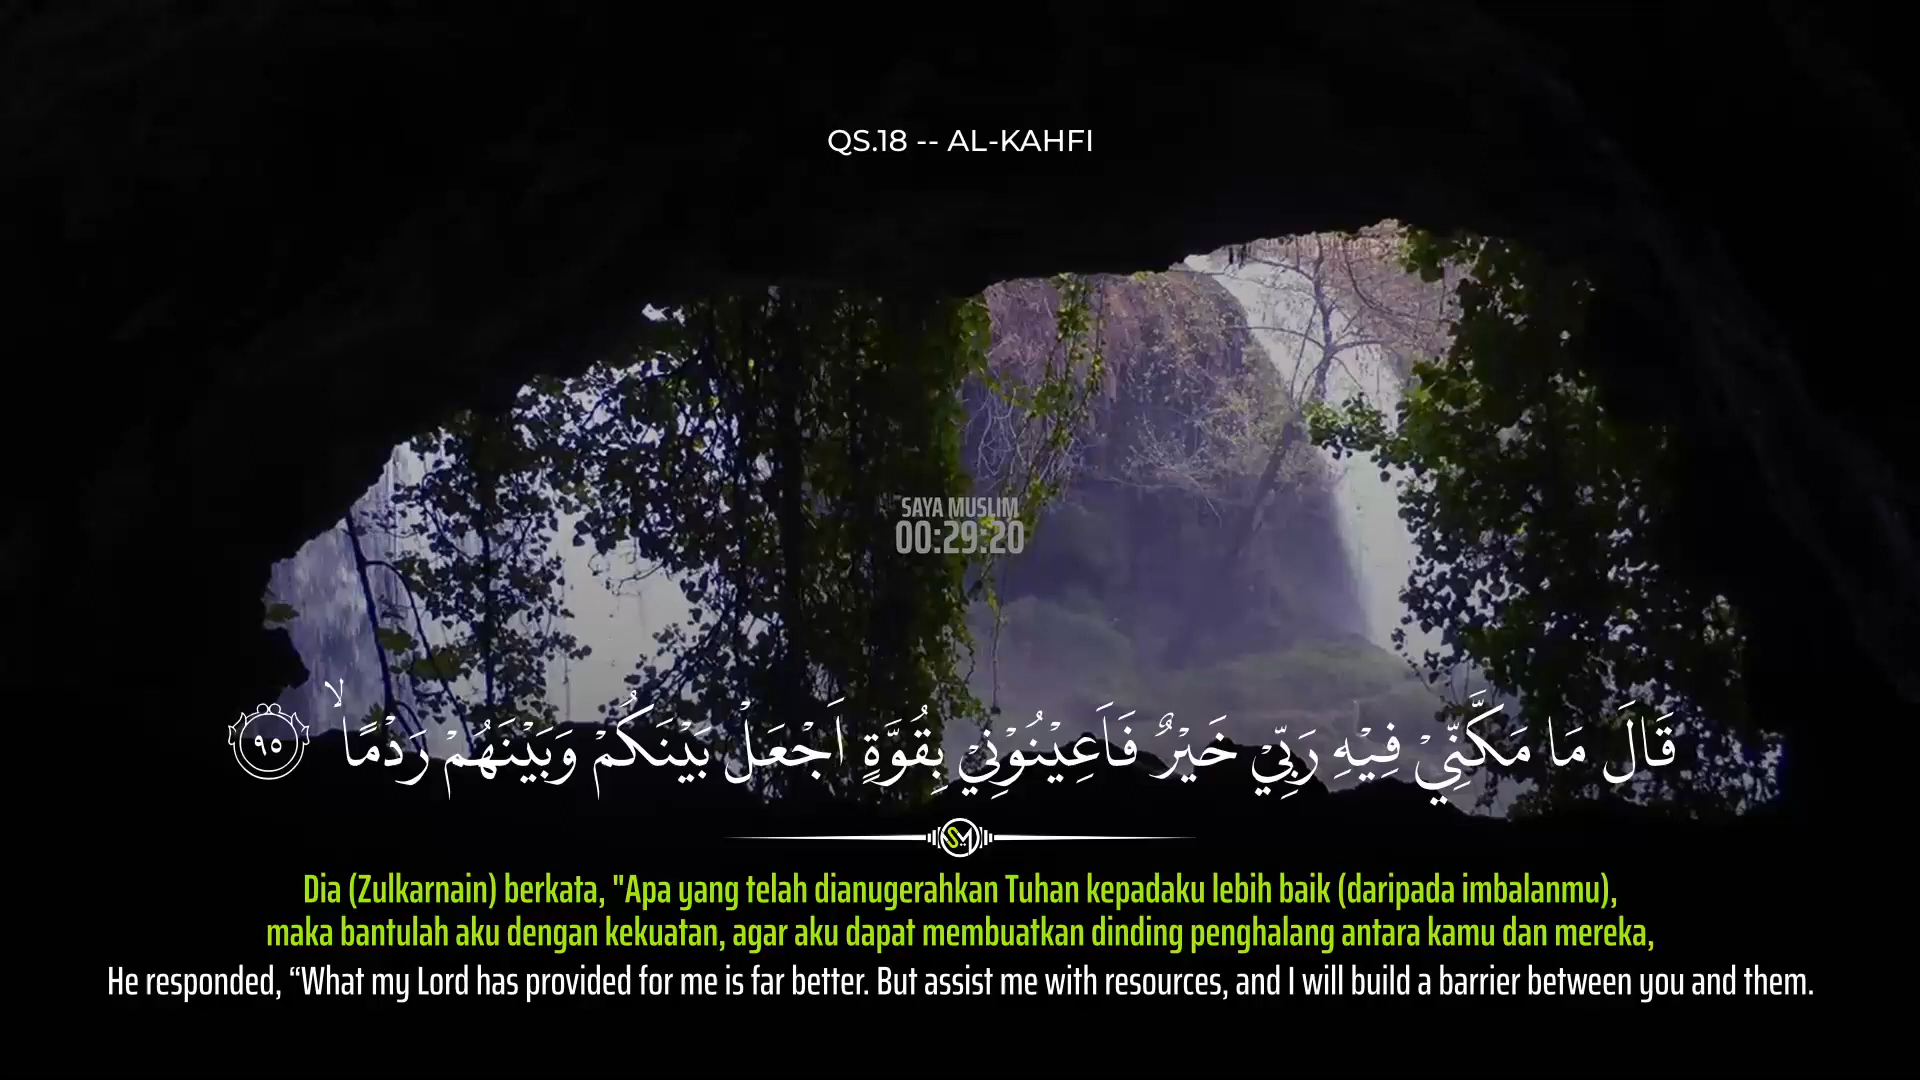 QS.18 -- AL-KAHFI
SAYA MUSLIM
00:29:20
قَالَ مَا مَكَّنِّيْ فِيْهِ رَبِّيْ خَيْرٌ فَاَعِيْنُوْنِيْ بِقُوَّةٍ اَجْعَلْ بَيْنَكُمْ وَبَيْنَهُمْ رَدْمًا ۙ ٩٥
Dia (Zulkarnain) berkata, "Apa yang telah dianugerahkan Tuhan kepadaku lebih baik (daripada imbalanmu),
maka bantulah aku dengan kekuatan, agar aku dapat membuatkan dinding penghalang antara kamu dan mereka,
He responded, “What my Lord has provided for me is far better. But assist me with resources, and I will build a barrier between you and them.